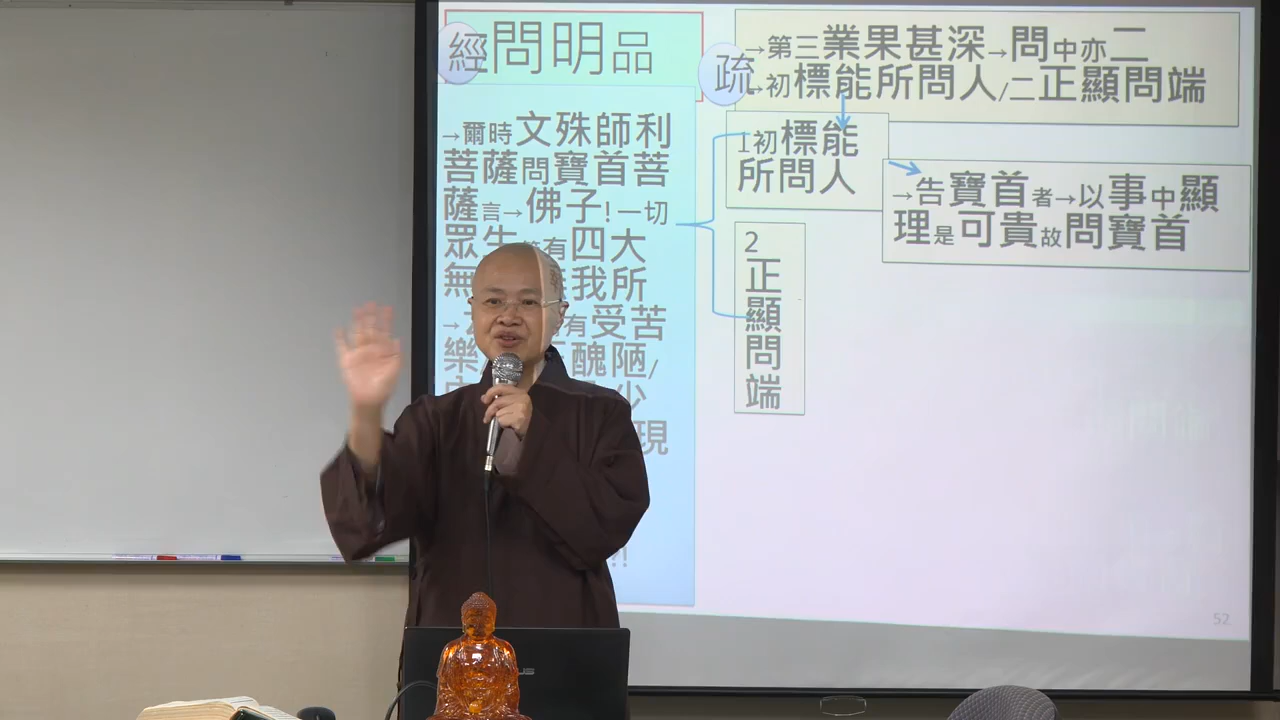 經問明品
→爾時文殊師利
菩薩問寶首菩
薩言→佛子!一切
眾生等有四大
無 我所
有受苦
樂 醜陋/
少
現
!!
疏
→第三業果甚深→問中亦二
→初標能所問人/二正顯問端
1初標能
所問人
→告寶首者→以事中顯
理是可貴故問寶首
2
正
顯
問
端
52